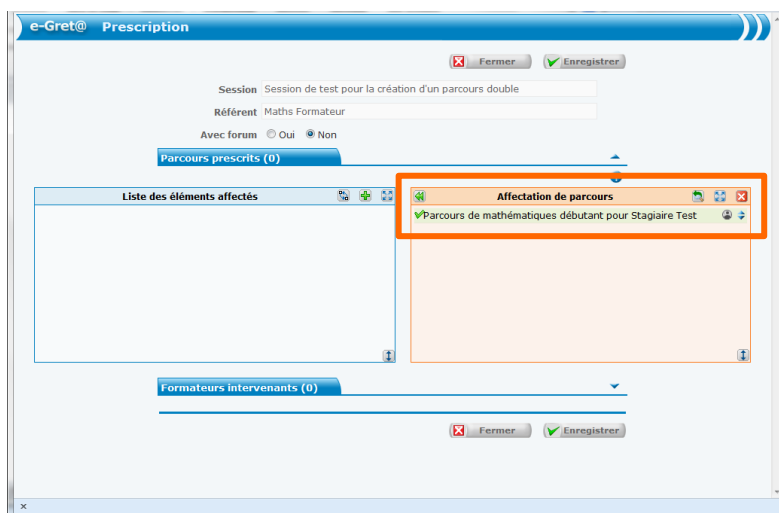 e-Gret@ Prescription
Fermer Enregistrer
Session Session de test pour la création d'un parcours double
Référent Maths Formateur
Avec forum Oui Non
Parcours prescrits (0)
Liste des éléments affectés
Affectation de parcours
Parcours de mathématiques débutant pour Stagiaire Test
Formateurs intervenants (0)
Fermer Enregistrer
x